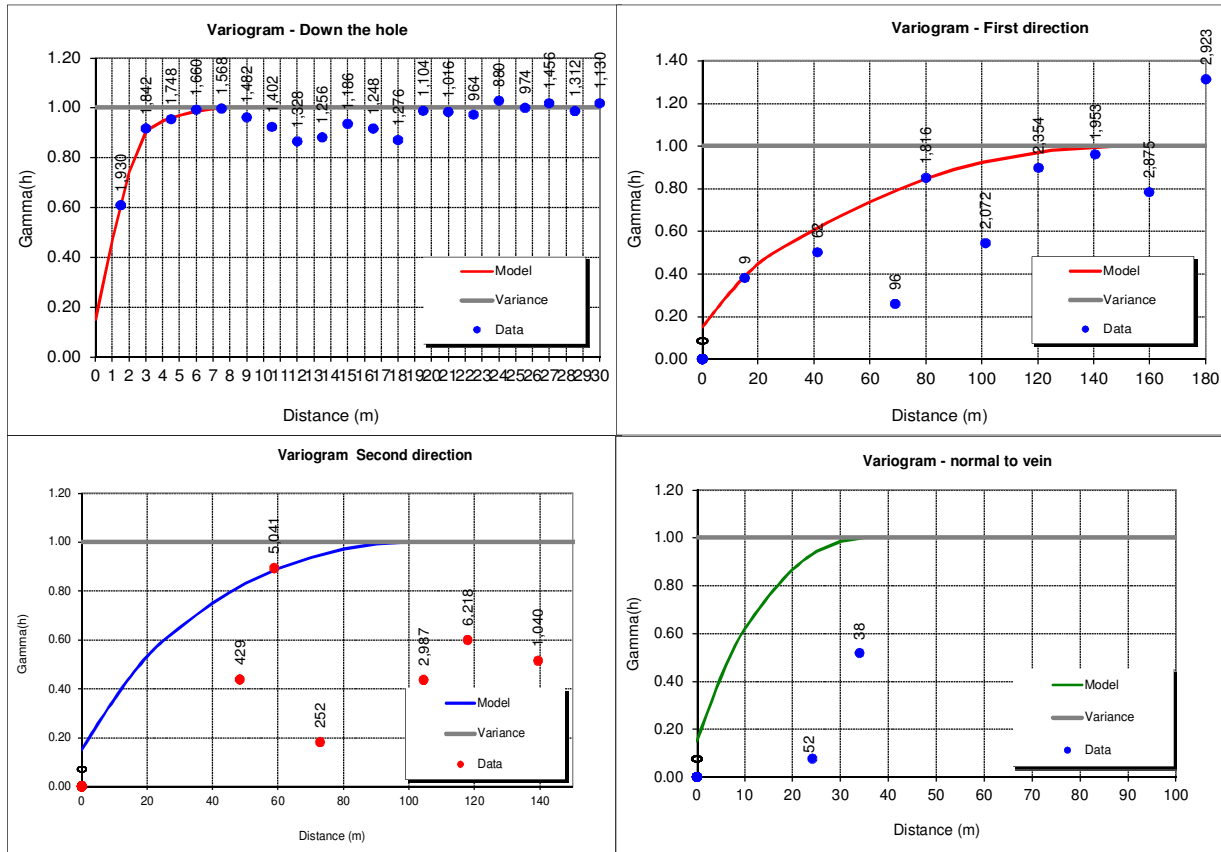 Variogram - Down the hole
1.20
1.00
0.80
0.60
0.40
0.20
0.00
Gamma(h)
1,930
1,842
1,748
1,660
1,568
1,482
1,402
1,328
1,256
1,186
1,248
1,276
1,104
1,016
964
880
974
1,456
1,312
1,130
Model
Variance
Data
0 1 2 3 4 5 6 7 8 9 10 11 12 13 14 15 16 17 18 19 20 21 22 23 24 25 26 27 28 29 30
Distance (m)
Variogram - First direction
1.40
1.20
1.00
0.80
0.60
0.40
0.20
0.00
Gamma(h)
0
9
62
96
1,816
2,072
2,354
1,953
2,875
2,923
Model
Variance
Data
0 20 40 60 80 100 120 140 160 180
Distance (m)
Variogram Second direction
1.20
1.00
0.80
0.60
0.40
0.20
0.00
Gamma(h)
0
429
5,041
252
2,987
6,218
1,040
Model
Variance
Data
0 20 40 60 80 100 120 140
Distance (m)
Variogram - normal to vein
1.20
1.00
0.80
0.60
0.40
0.20
0.00
Gamma(h)
0
52
38
Model
Variance
Data
0 10 20 30 40 50 60 70 80 90 100
Distance (m)